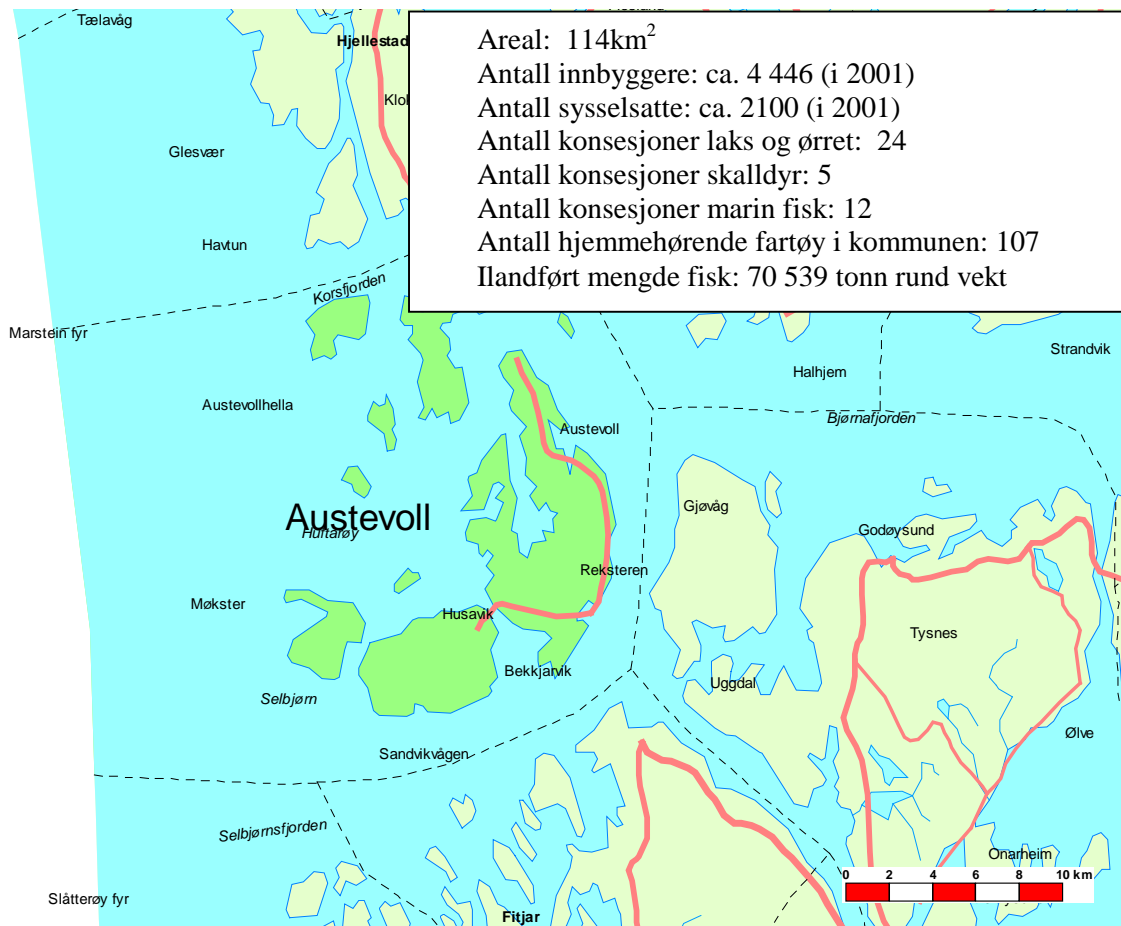 Tælavåg
Hjellestad
Areal: 114km²
Antall innbyggere: ca. 4 446 (i 2001)
Antall sysselsatte: ca. 2100 (i 2001)
Antall konsesjoner laks og ørret: 24
Antall konsesjoner skalldyr: 5
Antall konsesjoner marin fisk: 12
Antall hjemmehørende fartøy i kommunen: 107
Ilandført mengde fisk: 70 539 tonn rund vekt
Glesvær
Havtun
Korsfjorden
Marstein fyr
Strandvik
Halhjem
Austevollhella
Bjørnafjorden
Austevoll
Gjøvåg
Austevoll
Huftarøy
Godøysund
Reksteren
Møkster
Husavik
Tysnes
Bekkjarvik
Uggdal
Selbjørn
Ølve
Sandvikvågen
Selbjørnsfjorden
Onarheim
0 2 4 6 8 10 km
Slåtterøy fyr
Fitjar